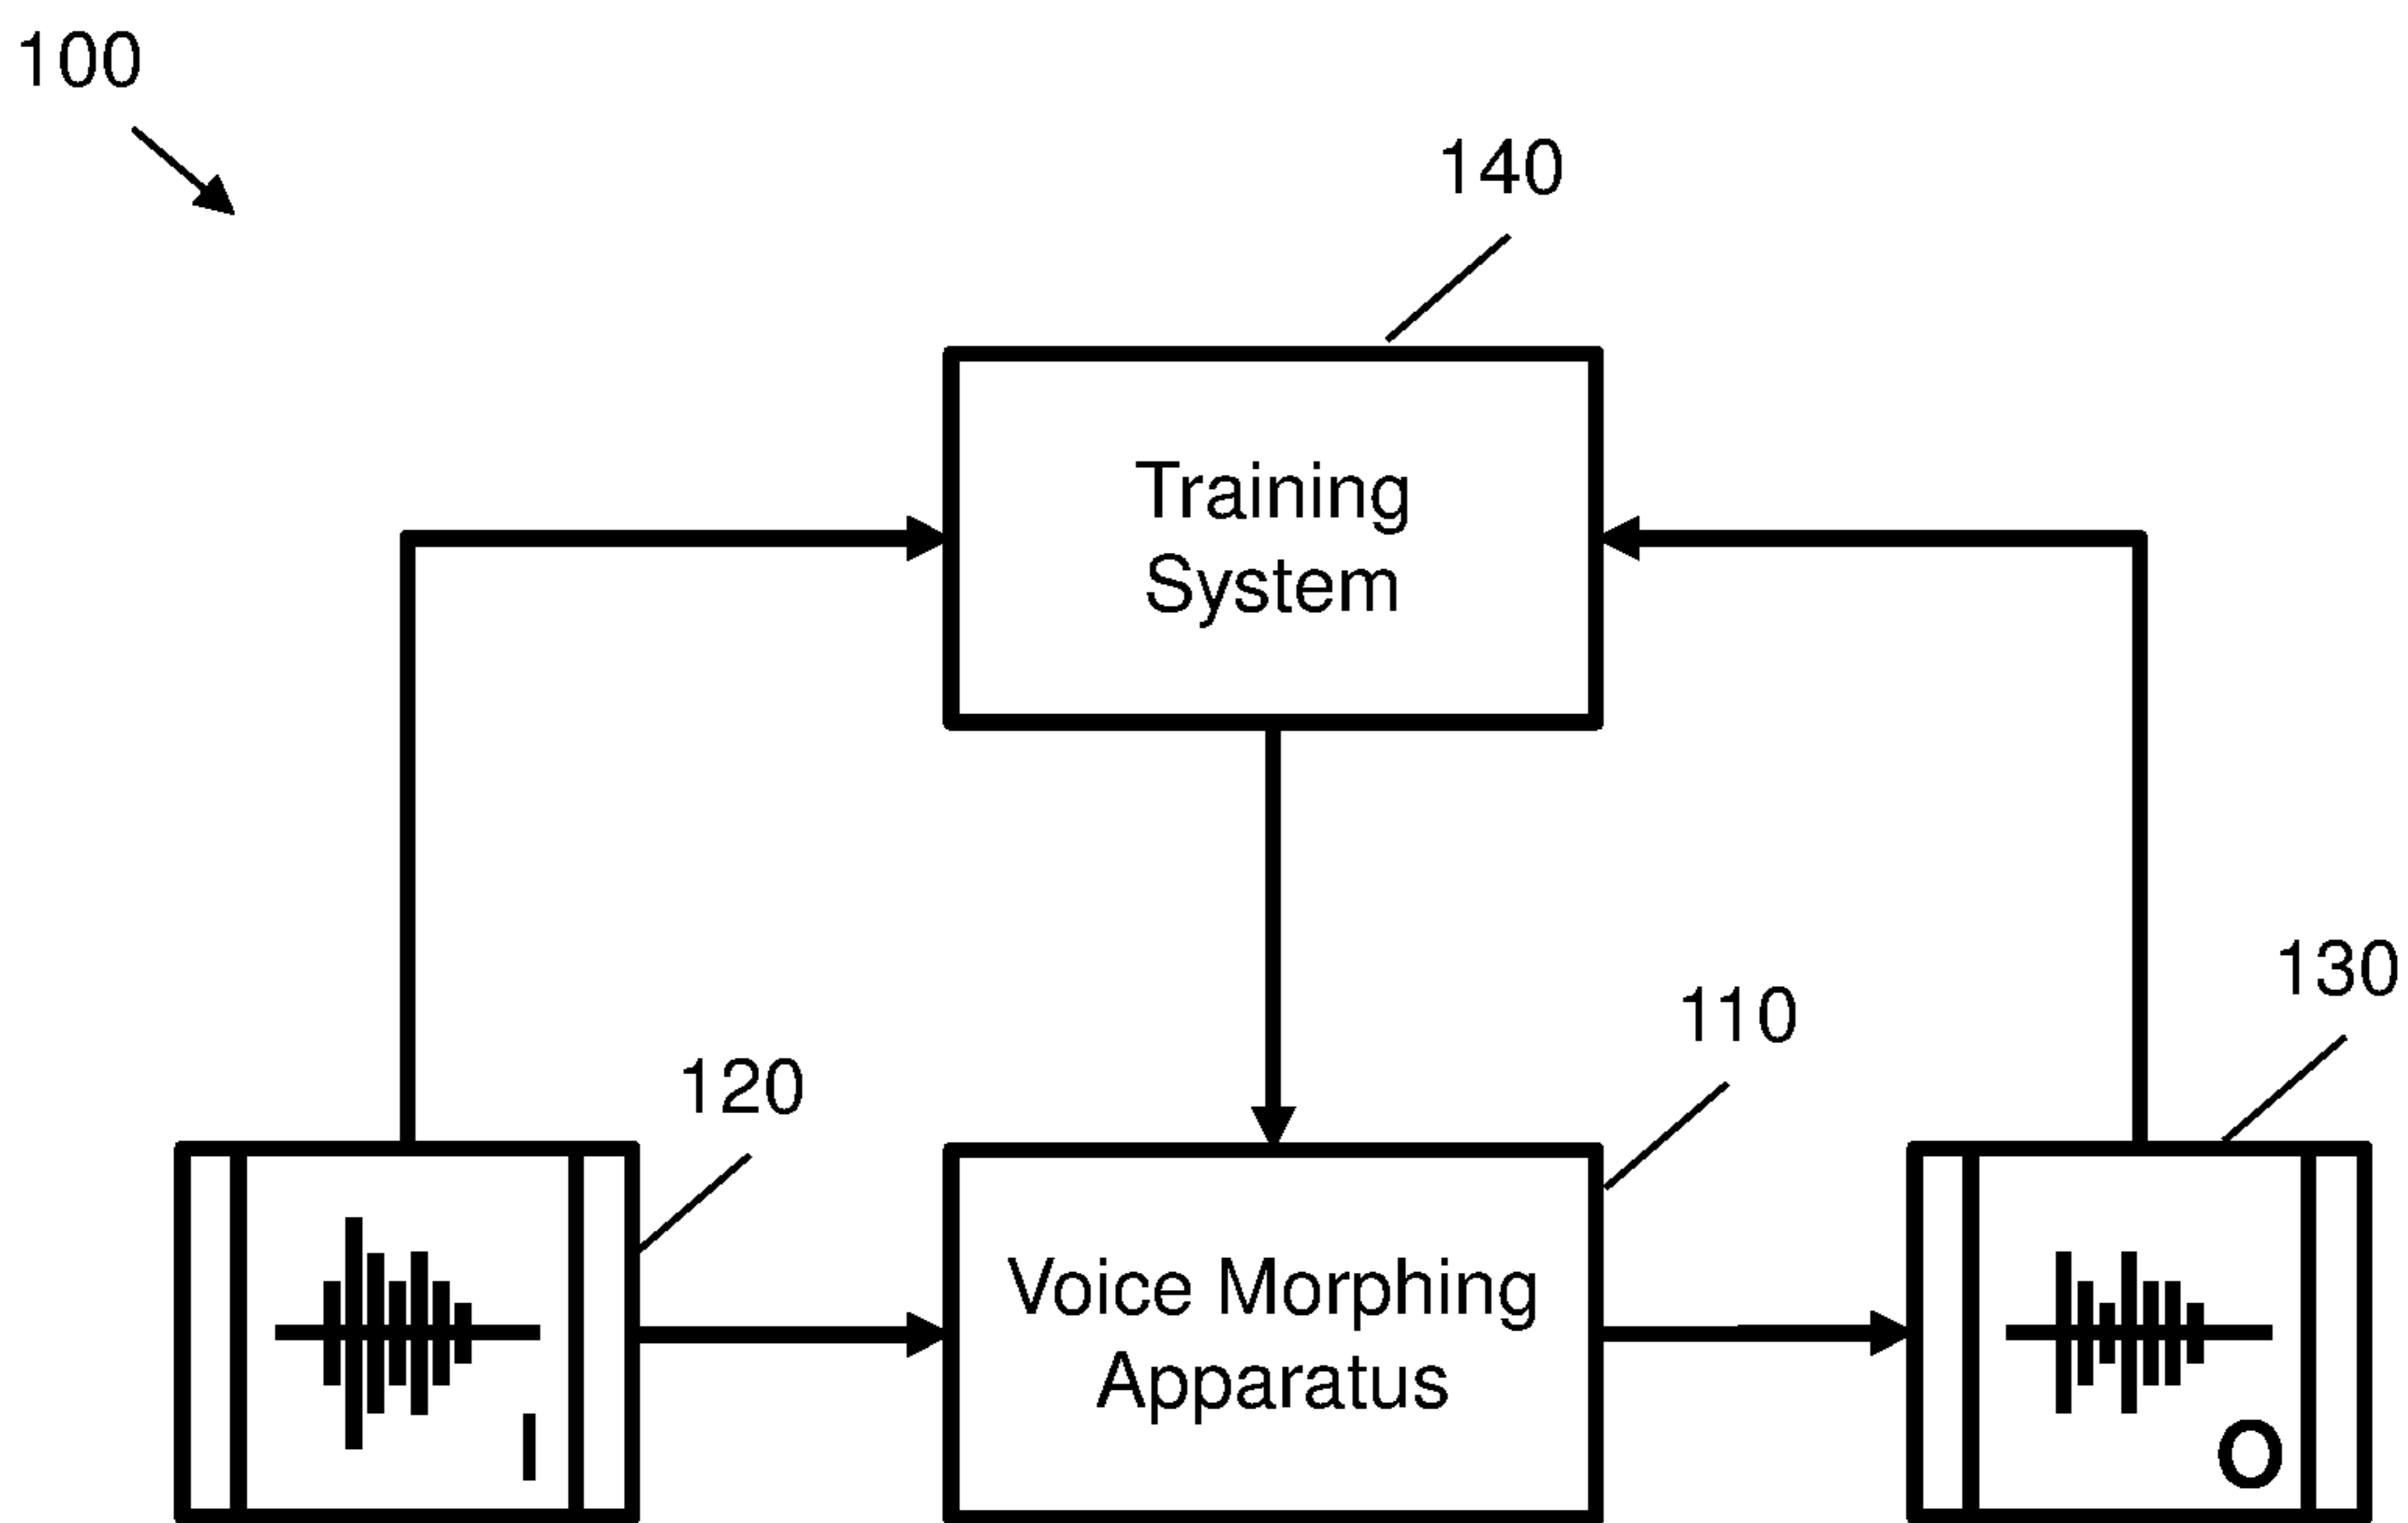 100
140
Training
System
130
110
120
Voice Morphing
Apparatus
I
O